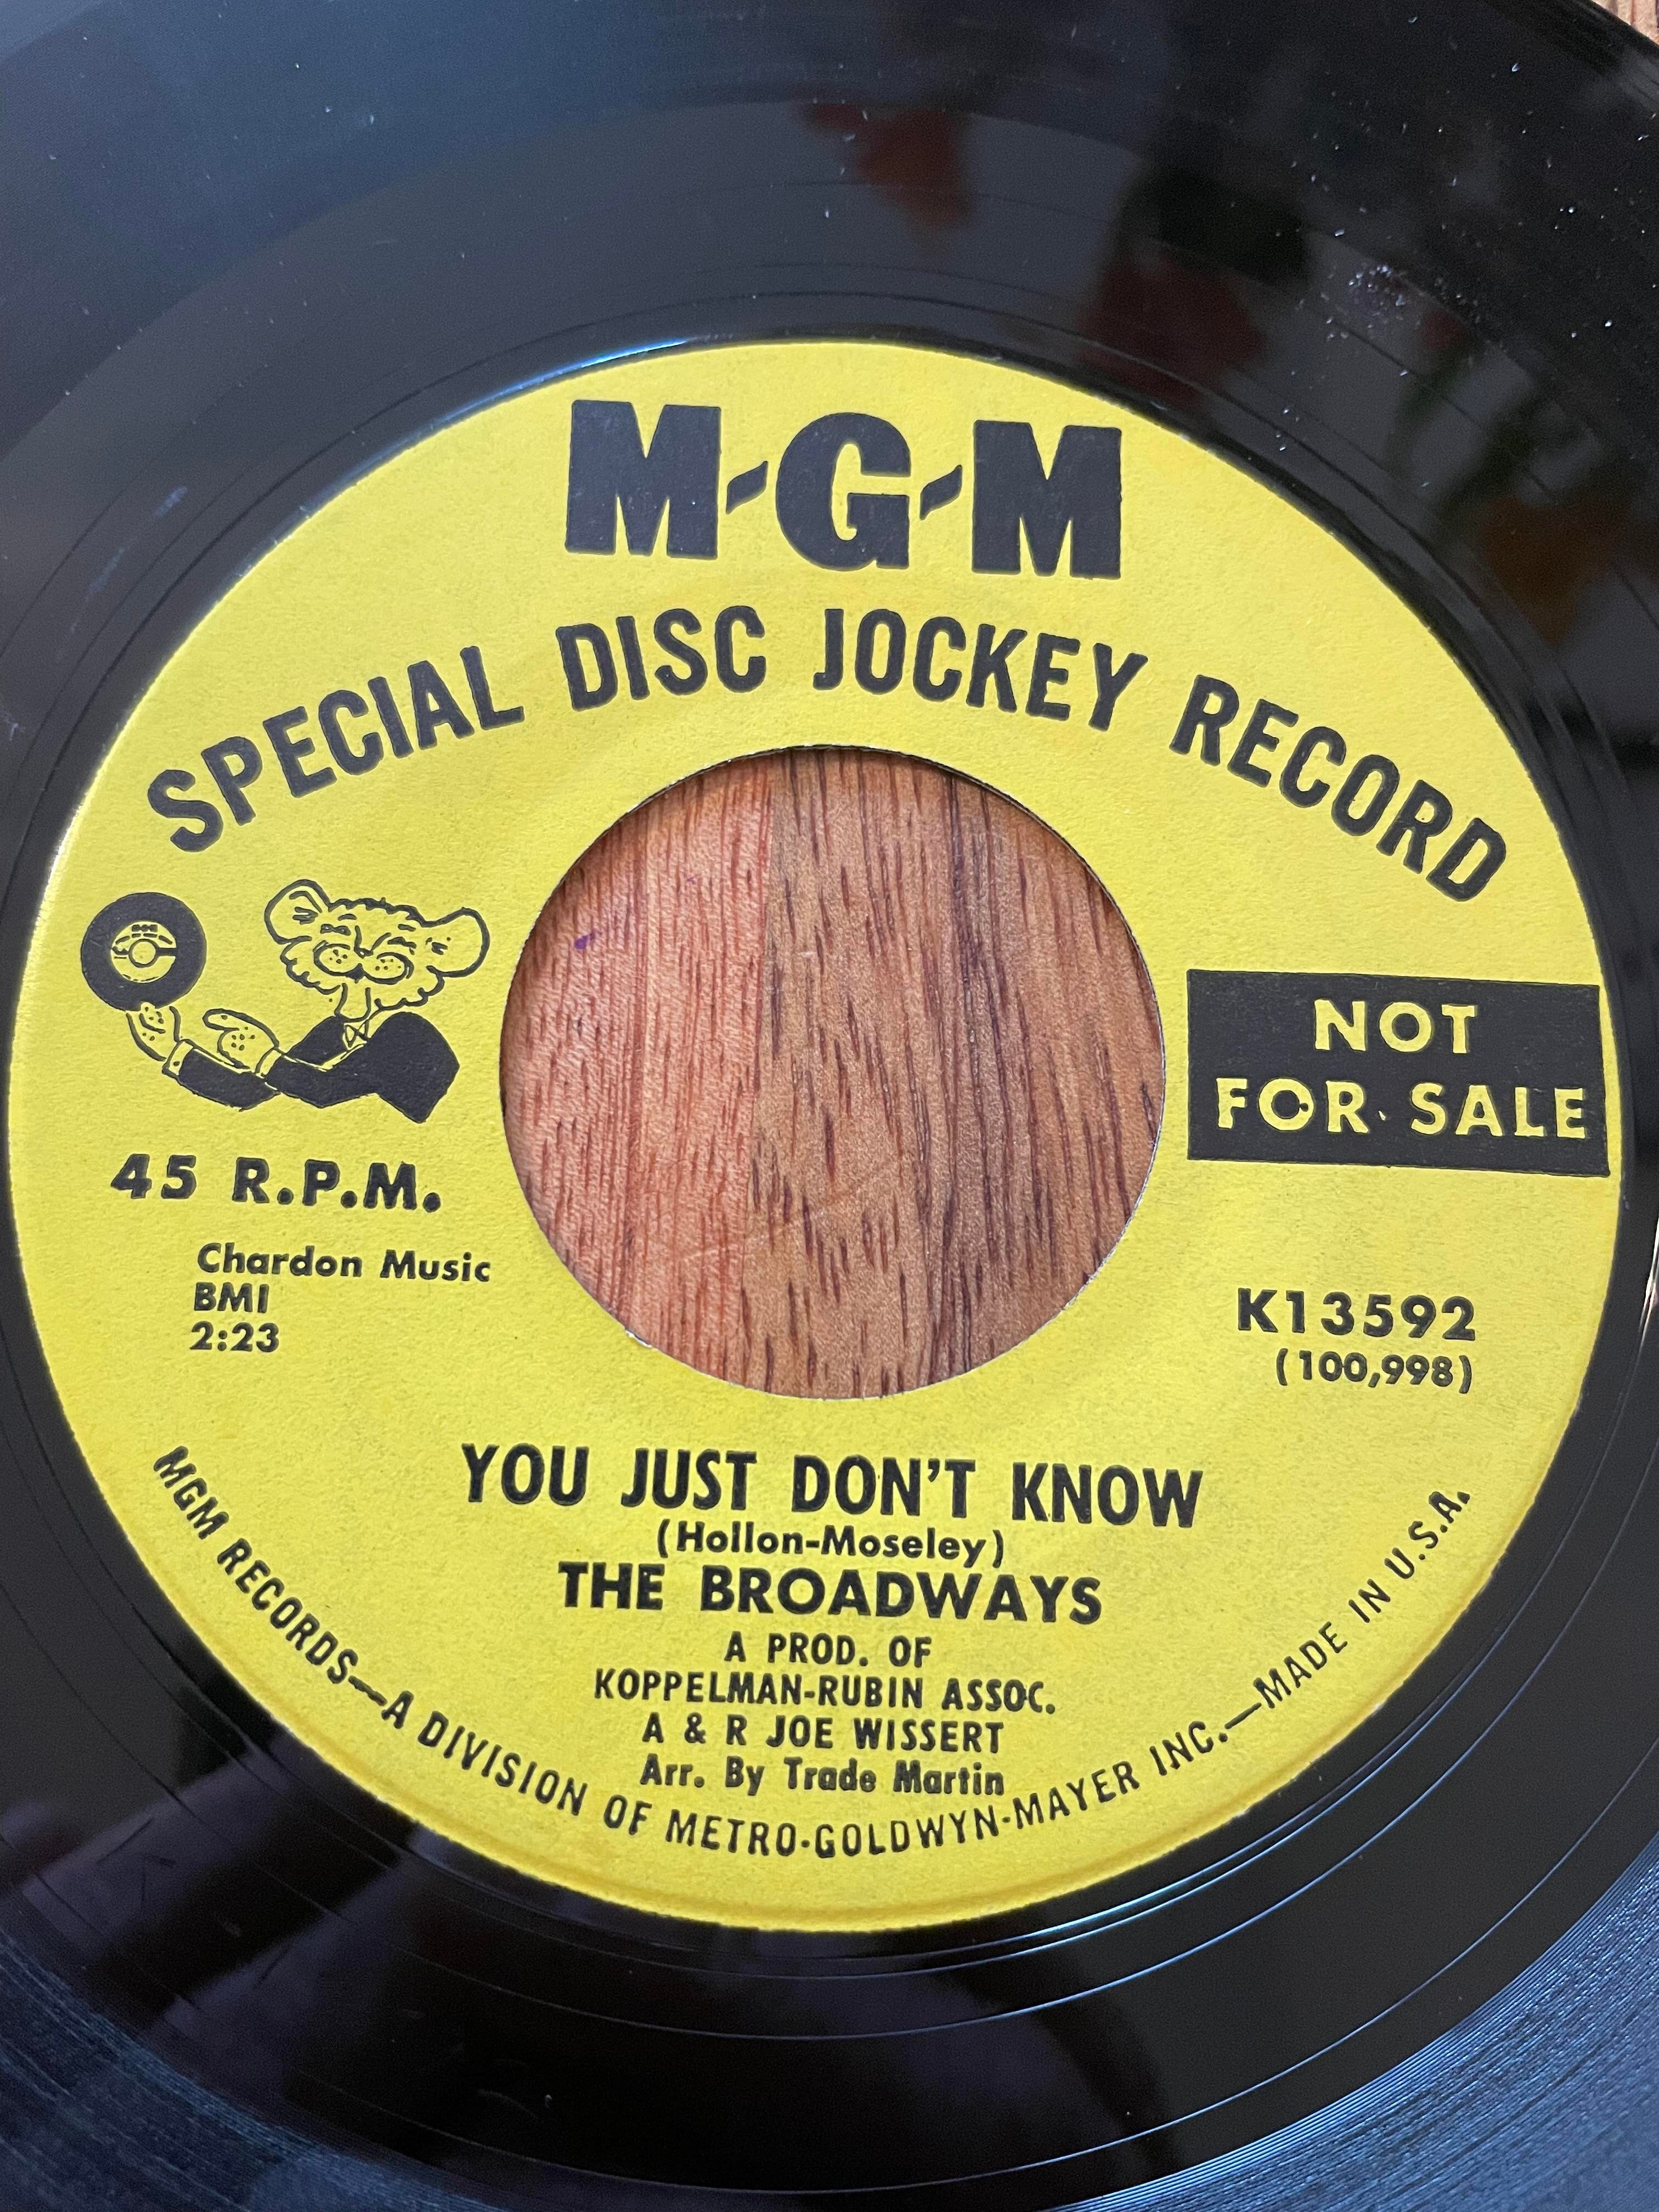 M-G-M
SPECIAL DISC JOCKEY RECORD
NOT
FOR SALE
45 R.P.M.
Chardon Music
BMI
2:23
K13592
(100,998)
YOU JUST DON'T KNOW
(Hollon-Moseley)
THE BROADWAYS
A PROD. OF
KOPPELMAN-RUBIN ASSOC.
A & R JOE WISSERT
Arr. By Trade Martin
MGM RECORDS—A DIVISION OF METRO-GOLDWYN-MAYER INC.—MADE IN U.S.A.